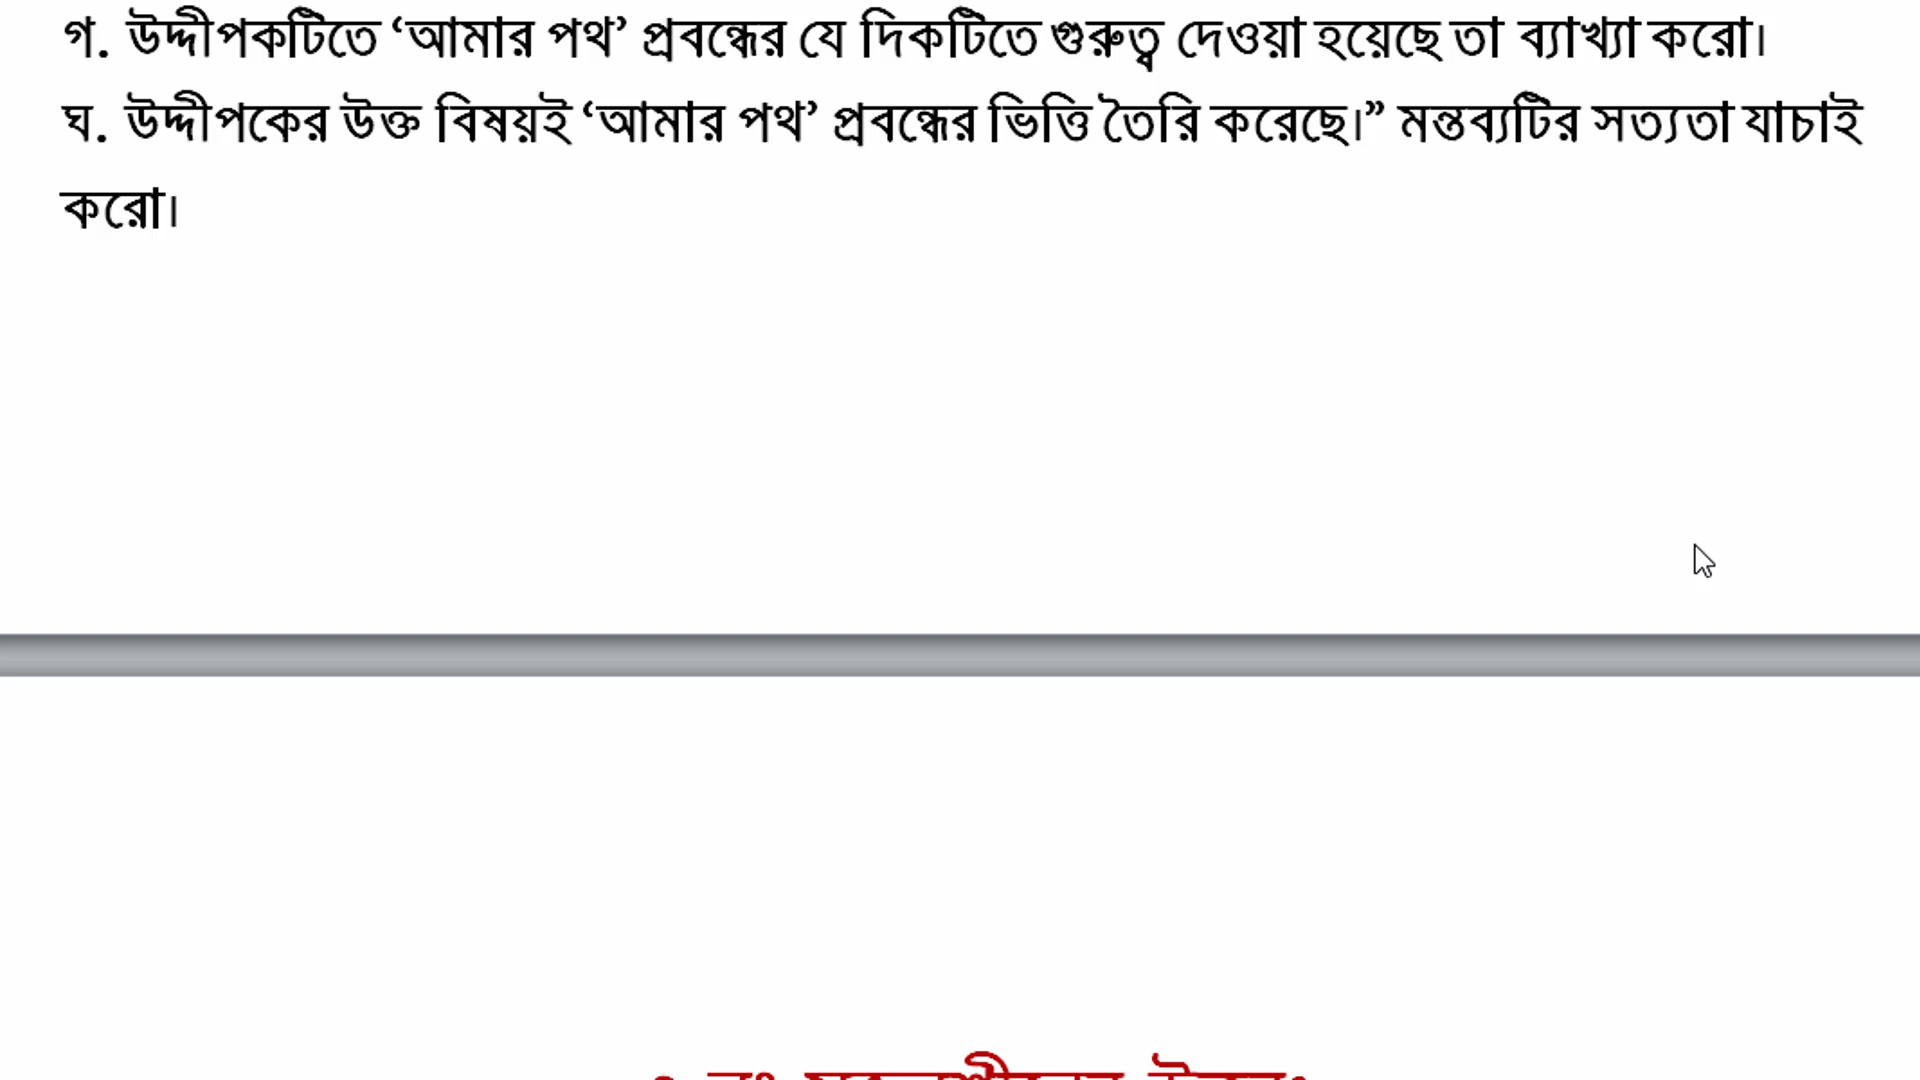 গ. উদ্দীপকটিতে ‘আমার পথ’ প্রবন্ধের যে দিকটিতে গুরুত্ব দেওয়া হয়েছে তা ব্যাখ্যা করো।
ঘ. উদ্দীপকের উক্ত বিষয়ই ‘আমার পথ’ প্রবন্ধের ভিত্তি তৈরি করেছে।” মন্তব্যটির সত্যতা যাচাই
করো।